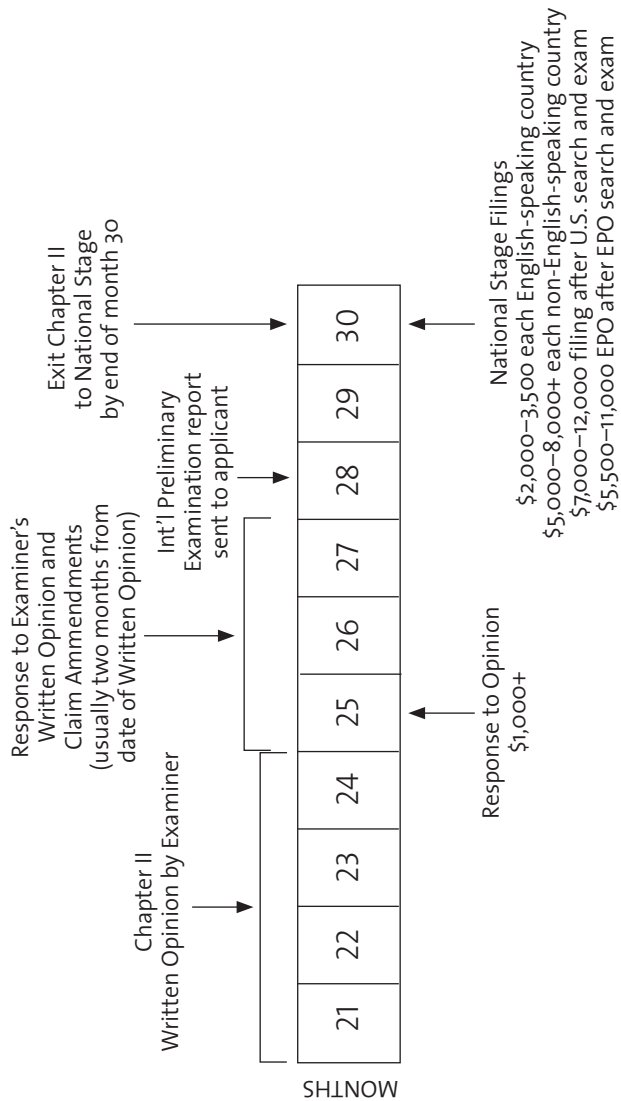 Chapter II
Written Opinion by Examiner
Response to Examiner's
Written Opinion and
Claim Ammendments
(usually two months from
date of Written Opinion)
Int'l Preliminary
Examination report
sent to applicant
Exit Chapter II
to National Stage
by end of month 30
MONTHS
21
22
23
24
25
26
27
28
29
30
Response to Opinion
$1,000+
National Stage Filings
$2,000–3,500 each English-speaking country
$5,000–8,000+ each non-English-speaking country
$7,000–12,000 filing after U.S. search and exam
$5,500–11,000 EPO after EPO search and exam